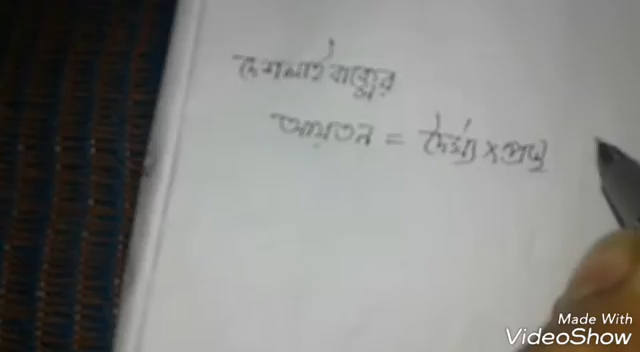 দেশলাই বাক্সের
আয়তন = দৈর্ঘ্য × প্রস্থ
Made With
VideoShow